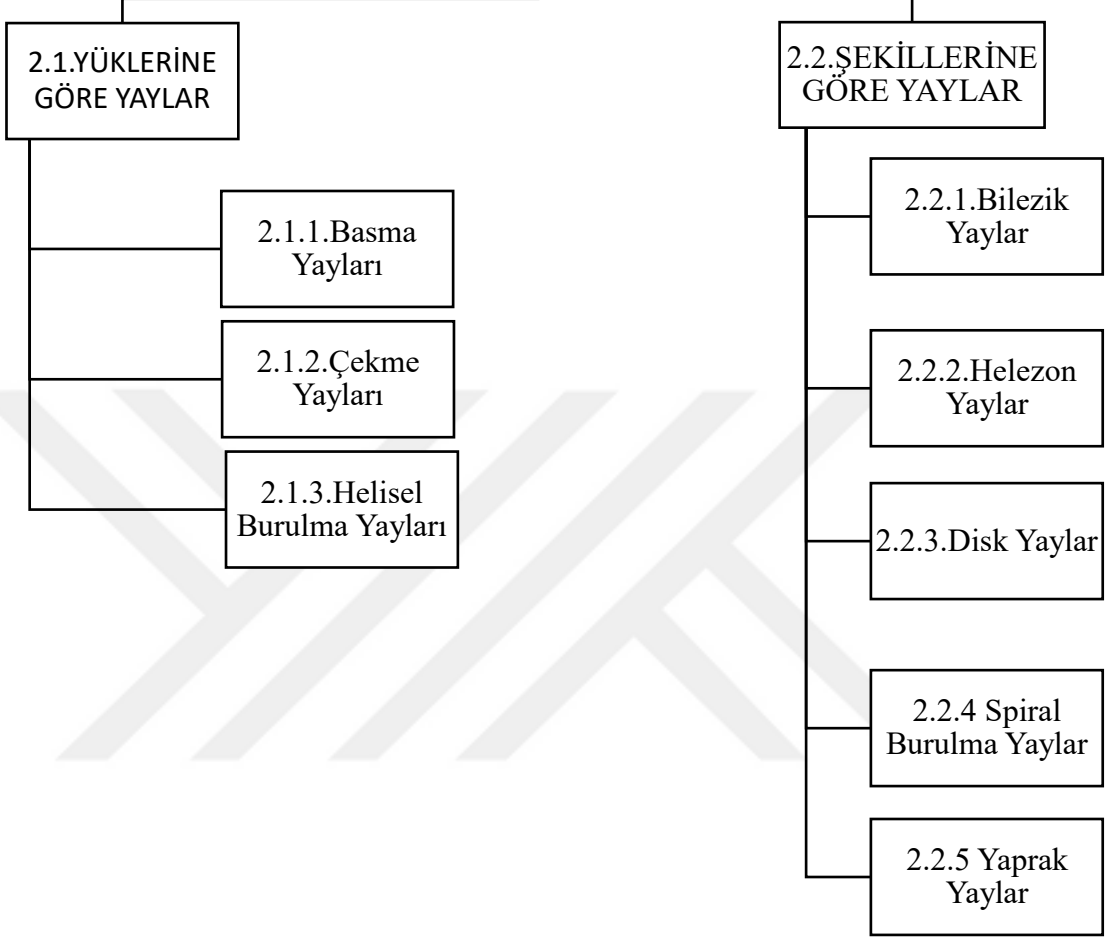 2.1.YÜKLERİNE
GÖRE YAYLAR
2.1.1.Basma
Yayları
2.1.2.Çekme
Yayları
2.1.3.Helisel
Burulma Yayları
2.2.ŞEKİLLERİNE
GÖRE YAYLAR
2.2.1.Bilezik
Yaylar
2.2.2.Helezon
Yaylar
2.2.3.Disk Yaylar
2.2.4 Spiral
Burulma Yaylar
2.2.5 Yaprak
Yaylar